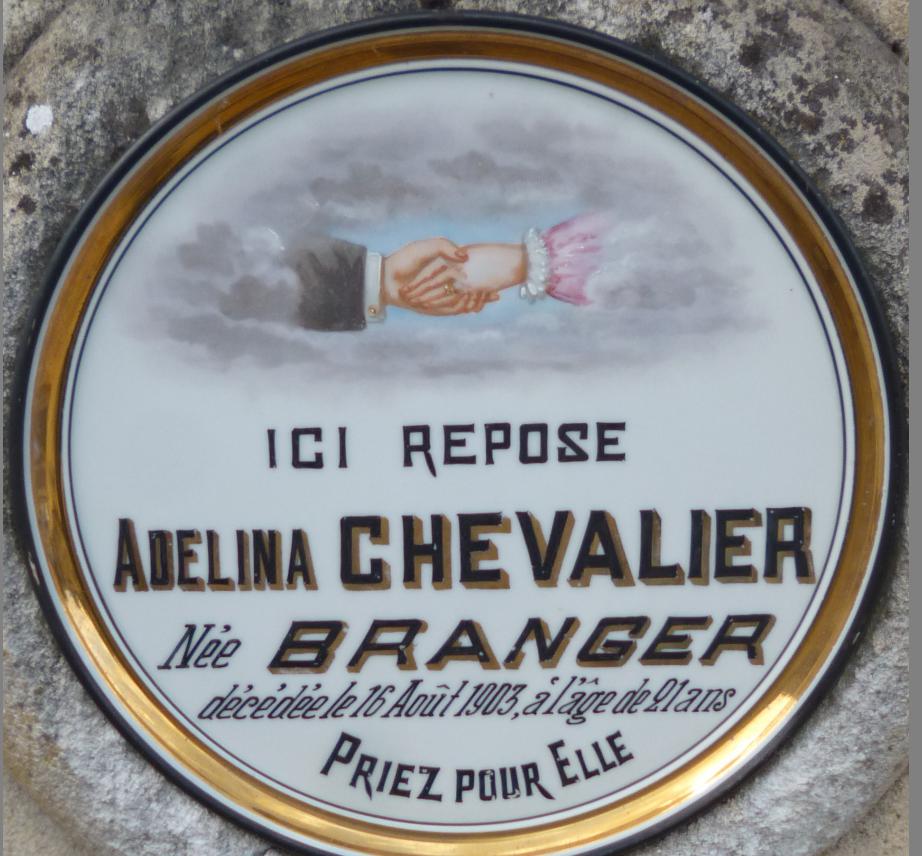 ICI REPOSE
ADELINA CHEVALIER
Née BRANGER
décédée le 16 Août 1903, à l'âge de 21 ans
PRIEZ POUR ELLE